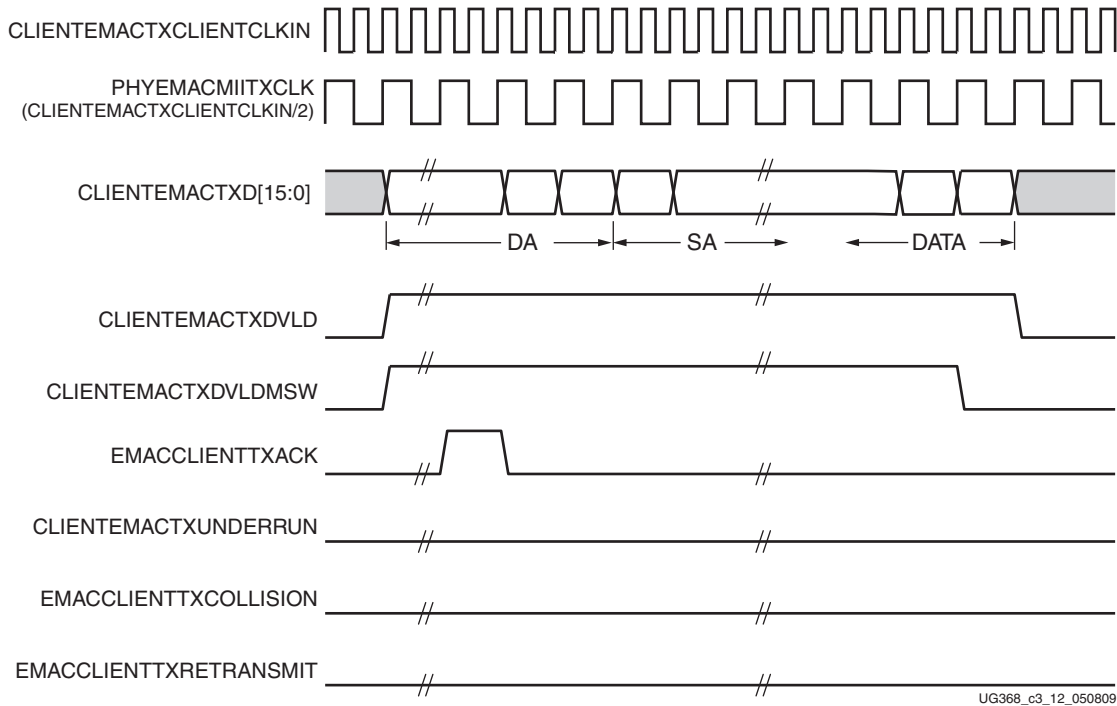 CLIENTEMACTXCLIENTCLKIN
PHYEMACMIITXCLK
(CLIENTEMACTXCLIENTCLKIN/2)
CLIENTEMACTXD[15:0]
DA
SA
DATA
CLIENTEMACTXDVLD
CLIENTEMACTXDVLDMSW
EMACCLIENTTXACK
CLIENTEMACTXUNDERRUN
EMACCLIENTTXCOLLISION
EMACCLIENTTXRETRANSMIT
UG368_c3_12_050809